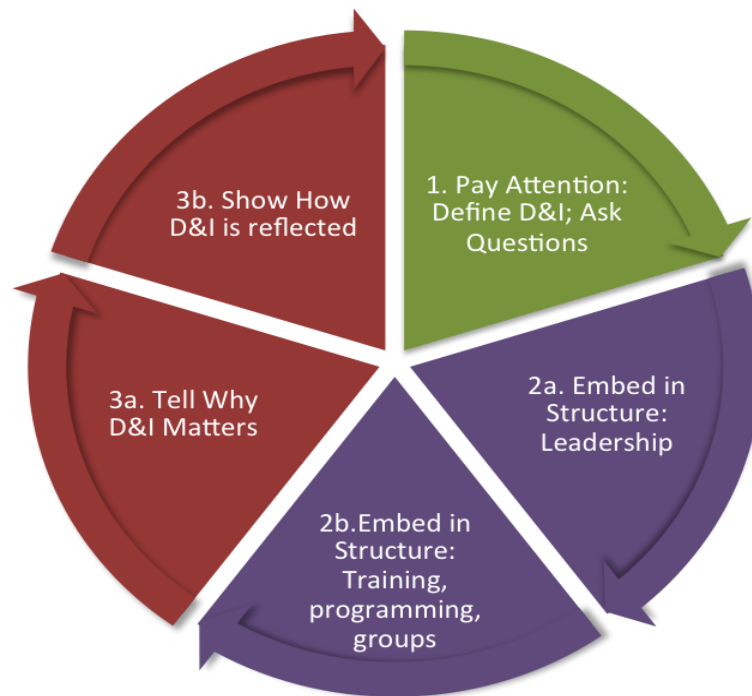 1. Pay Attention:
Define D&I; Ask
Questions
2a. Embed in
Structure:
Leadership
2b.Embed in
Structure:
Training,
programming,
groups
3a. Tell Why
D&I Matters
3b. Show How
D&I is reflected